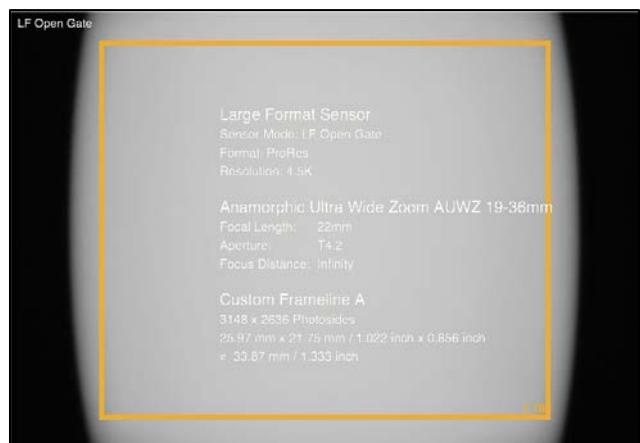 LF Open Gate
Large Format Sensor
Sensor Mode: LF Open Gate
Format: ProRes
Resolution: 4.5K
Anamorphic Ultra Wide Zoom AUWZ 19-36mm
Focal Length: 22mm
Aperture: T4.2
Focus Distance: Infinity
Custom Frameline A
3148 x 2636 Photosides
25.97 mm x 21.75 mm / 1.022 inch x 0.856 inch
33.87 mm / 1.333 inch